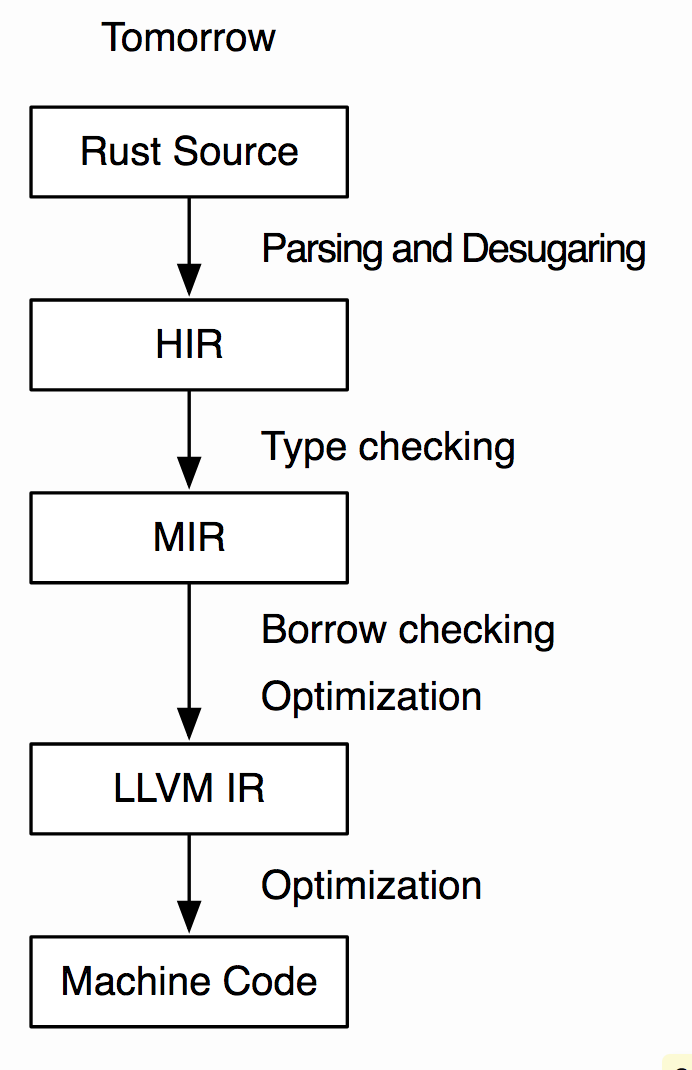 Tomorrow
Rust Source
Parsing and Desugaring
HIR
Type checking
MIR
Borrow checking
Optimization
LLVM IR
Optimization
Machine Code